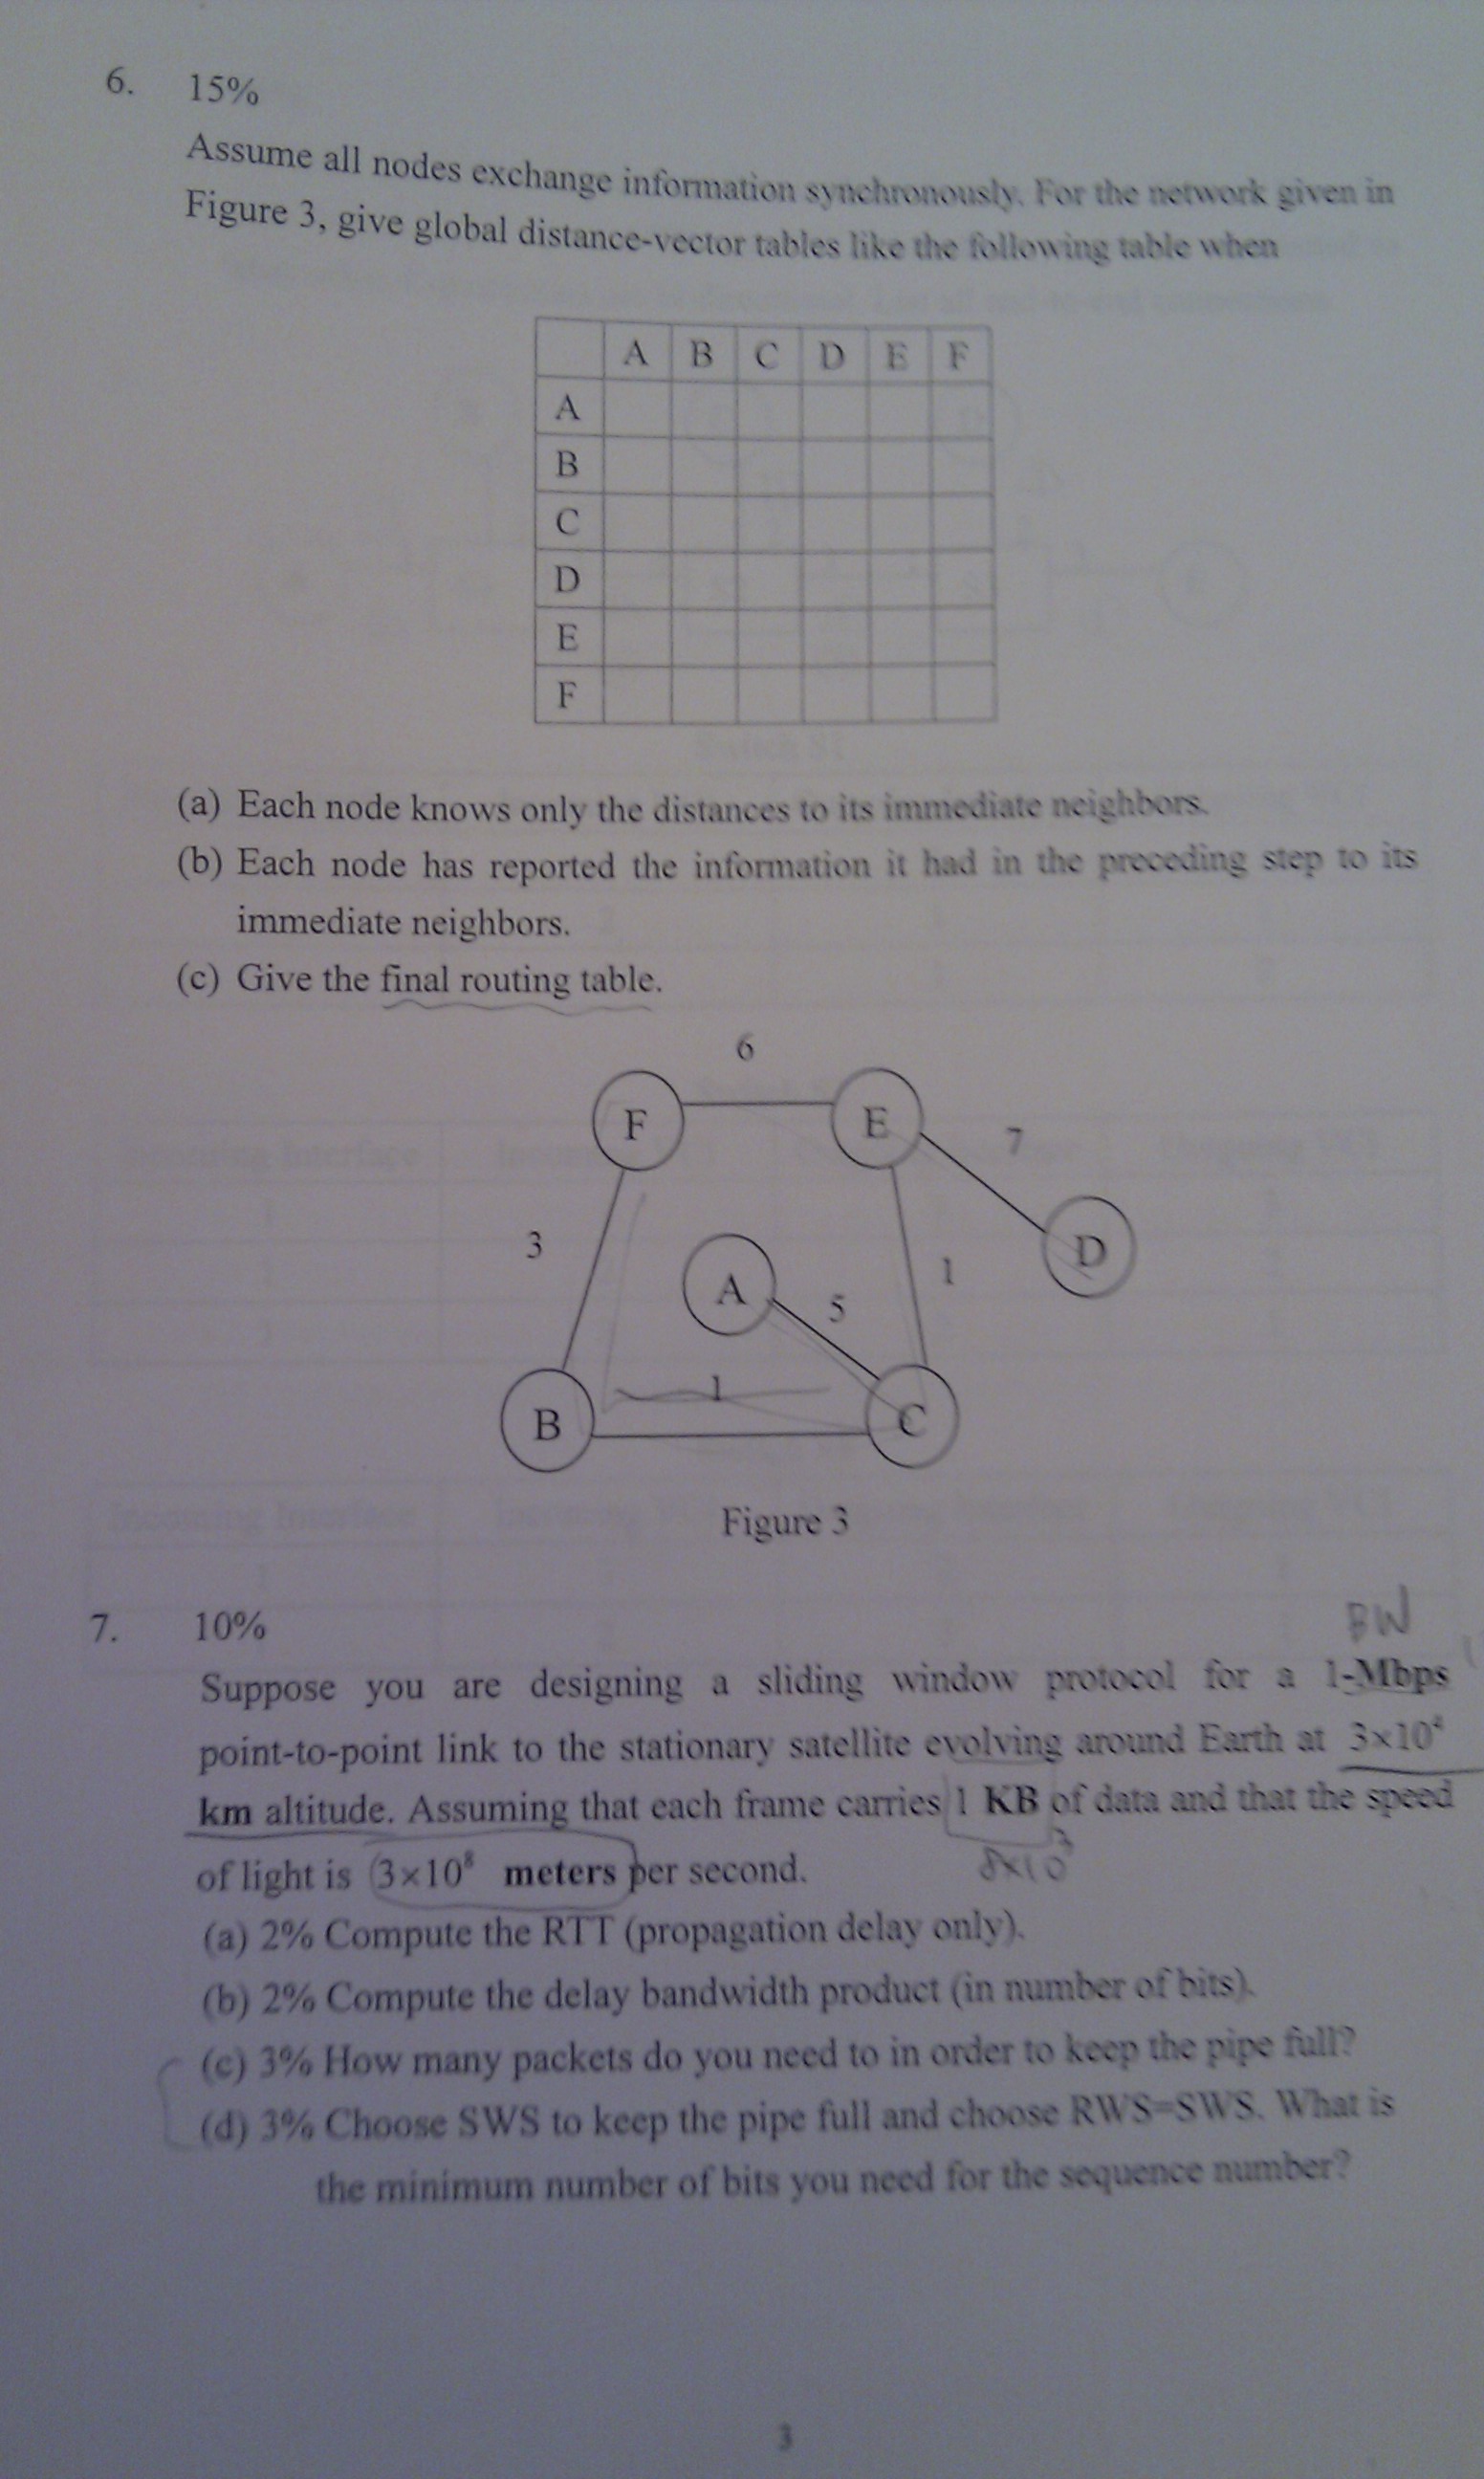 6. 15%
Assume all nodes exchange information synchronously. For the network given in
Figure 3, give global distance-vector tables like the following table when
A B C D E F
A
B
C
D
E
F
(a) Each node knows only the distances to its immediate neighbors.
(b) Each node has reported the information it had in the preceding step to its
immediate neighbors.
(c) Give the final routing table.
6
F E
7
D
3
A 5 1
1
B C
Figure 3
BW
7. 10%
Suppose you are designing a sliding window protocol for a 1-Mbps
point-to-point link to the stationary satellite evolving around Earth at 3×10⁴
km altitude. Assuming that each frame carries 1 KB of data and that the speed
8×10³
of light is 3×10⁸ meters per second.
(a) 2% Compute the RTT (propagation delay only).
(b) 2% Compute the delay bandwidth product (in number of bits).
(c) 3% How many packets do you need to in order to keep the pipe full?
(d) 3% Choose SWS to keep the pipe full and choose RWS=SWS. What is
the minimum number of bits you need for the sequence number?
3